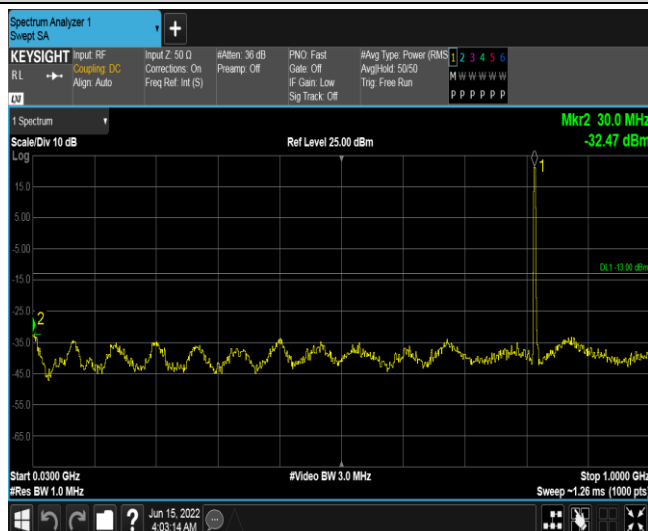 Spectrum Analyzer 1
Swept SA
+
KEYSIGHT
RL
LXI
Input: RF
Coupling: DC
Align: Auto
Input Z: 50 Ω
Corrections: On
Freq Ref: Int (S)
#Atten: 36 dB
Preamp: Off
PNO: Fast
Gate: Off
IF Gain: Low
Sig Track: Off
#Avg Type: Power (RMS
Avg|Hold: 50/50
Trig: Free Run
1 2 3 4 5 6
M W W W W W
P P P P P P
1 Spectrum
Scale/Div 10 dB
Ref Level 25.00 dBm
Mkr2 30.0 MHz
-32.47 dBm
Log
1
15.0
5.00
-5.00
DL1 -13.00 dBm
-15.0
-25.0
2
-35.0
-45.0
-55.0
-65.0
Start 0.0300 GHz
#Video BW 3.0 MHz
Stop 1.0000 GHz
#Res BW 1.0 MHz
Sweep ~1.26 ms (1000 pts)
?
Jun 15, 2022
4:03:14 AM